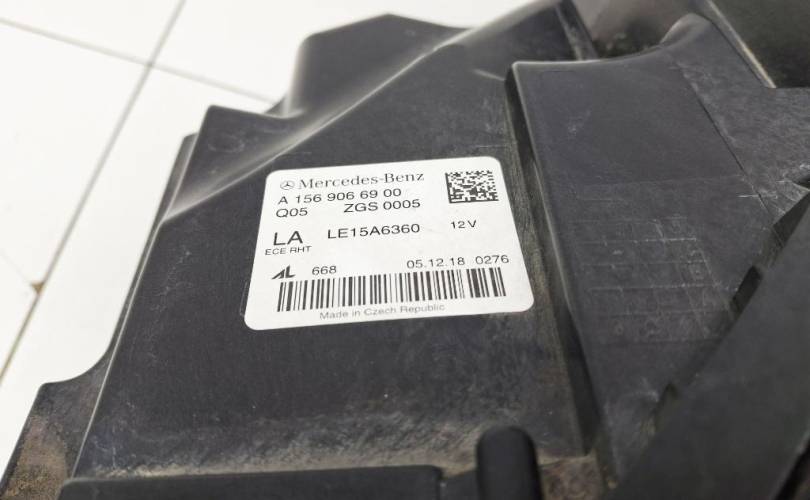 Mercedes-Benz
A 156 906 69 00
Q05 ZGS 0005
LA LE15A6360 12V
ECE RHT
AL 668 05.12.18 0276
Made in Czech Republic